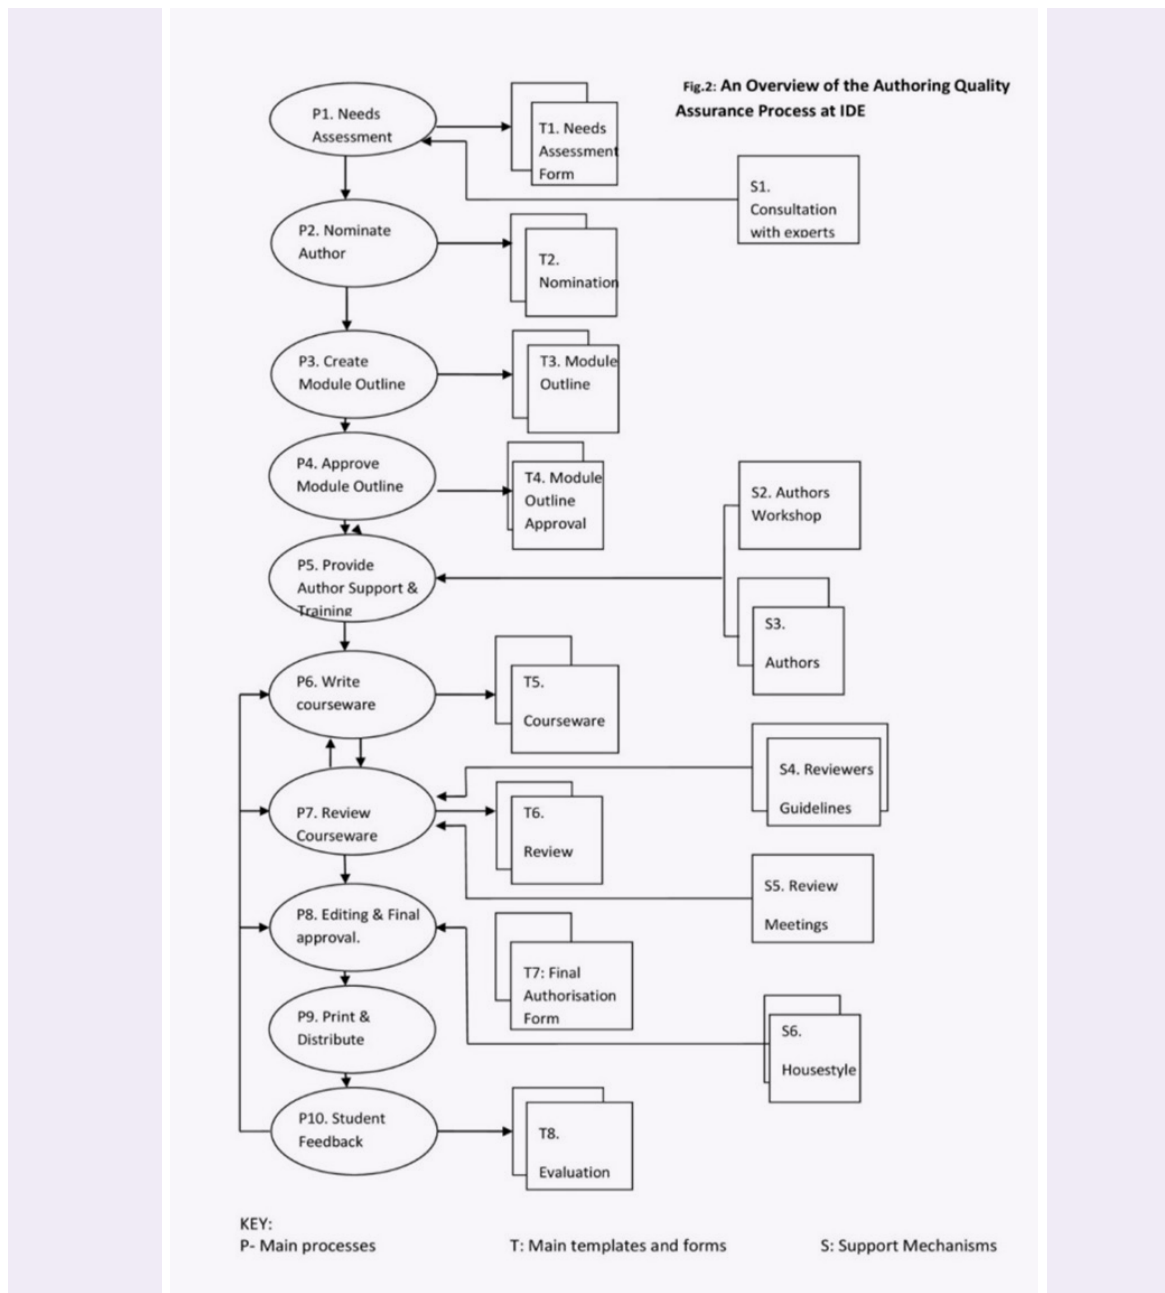 Fig.2: An Overview of the Authoring Quality
Assurance Process at IDE
P1. Needs
Assessment
T1. Needs
Assessment
Form
S1.
Consultation
with experts
P2. Nominate
Author
T2.
Nomination
P3. Create
Module Outline
T3. Module
Outline
P4. Approve
Module Outline
T4. Module
Outline
Approval
S2. Authors
Workshop
P5. Provide
Author Support &
Training
S3.
Authors
P6. Write
courseware
T5.
Courseware
S4. Reviewers
Guidelines
P7. Review
Courseware
T6.
Review
S5. Review
Meetings
P8. Editing & Final
approval.
T7: Final
Authorisation
Form
P9. Print &
Distribute
S6.
Housestyle
P10. Student
Feedback
T8.
Evaluation
KEY:
P- Main processes
T: Main templates and forms
S: Support Mechanisms